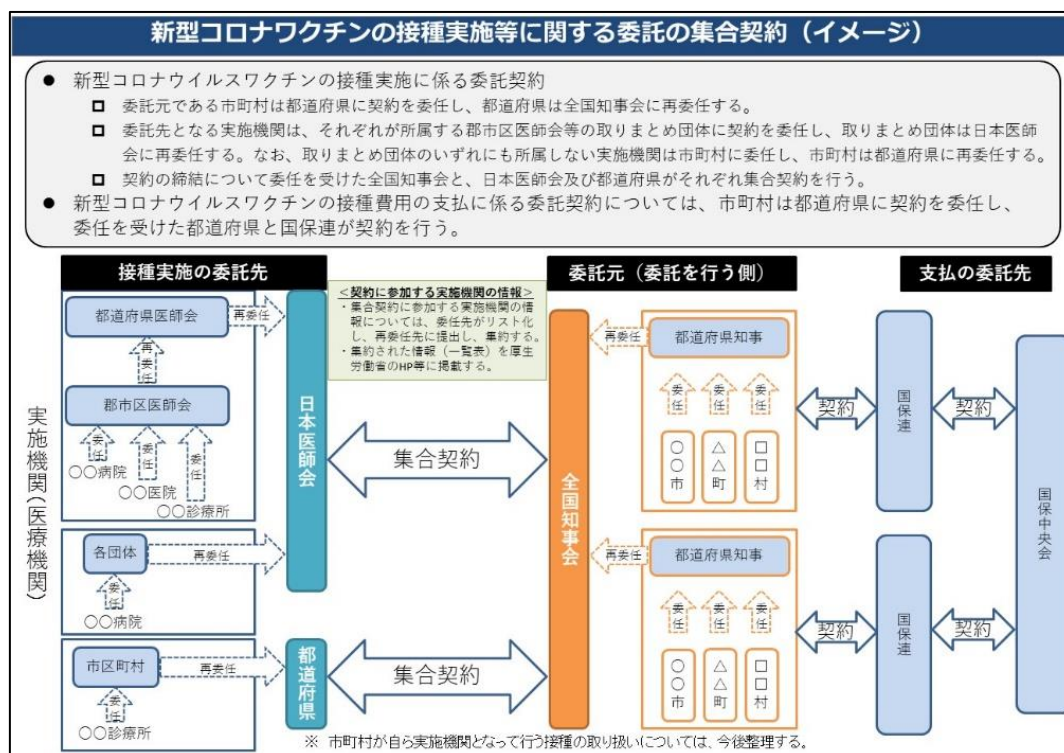 新型コロナワクチンの接種実施等に関する委託の集合契約（イメージ）
● 新型コロナウイルスワクチンの接種実施に係る委託契約
□ 委託元である市町村は都道府県に契約を委任し、都道府県は全国知事会に再委任する。
□ 委託先となる実施機関は、それぞれが所属する郡市区医師会等の取りまとめ団体に契約を委任し、取りまとめ団体は日本医師
会に再委任する。なお、取りまとめ団体のいずれにも所属しない実施機関は市町村に委任し、市町村は都道府県に再委任する。
□ 契約の締結について委任を受けた全国知事会と、日本医師会及び都道府県がそれぞれ集合契約を行う。
● 新型コロナウイルスワクチンの接種費用の支払に係る委託契約については、市町村は都道府県に契約を委任し、
委任を受けた都道府県と国保連が契約を行う。
接種実施の委託先
実施機関(医療機関)
都道府県医師会
再委任
再委任
郡市区医師会
委任
委任
委任
〇〇病院
〇〇医院
〇〇診療所
各団体
再委任
委任
〇〇病院
市区町村
再委任
委任
〇〇診療所
日本医師会
都道府県
＜契約に参加する実施機関の情報＞
・集合契約に参加する実施機関の情
報については、委任先がリスト化
し、再委任先に提出し、集約する。
・集約された情報（一覧表）を厚生
労働省のHP等に掲載する。
集合契約
集合契約
委託元（委託を行う側）
全国知事会
再委任
都道府県知事
委任
委任
委任
〇〇市
△△町
□□村
再委任
都道府県知事
委任
委任
委任
〇〇市
△△町
□□村
契約
契約
支払の委託先
国保連
国保連
契約
契約
国保中央会
※ 市町村が自ら実施機関となって行う接種の取り扱いについては、今後整理する。